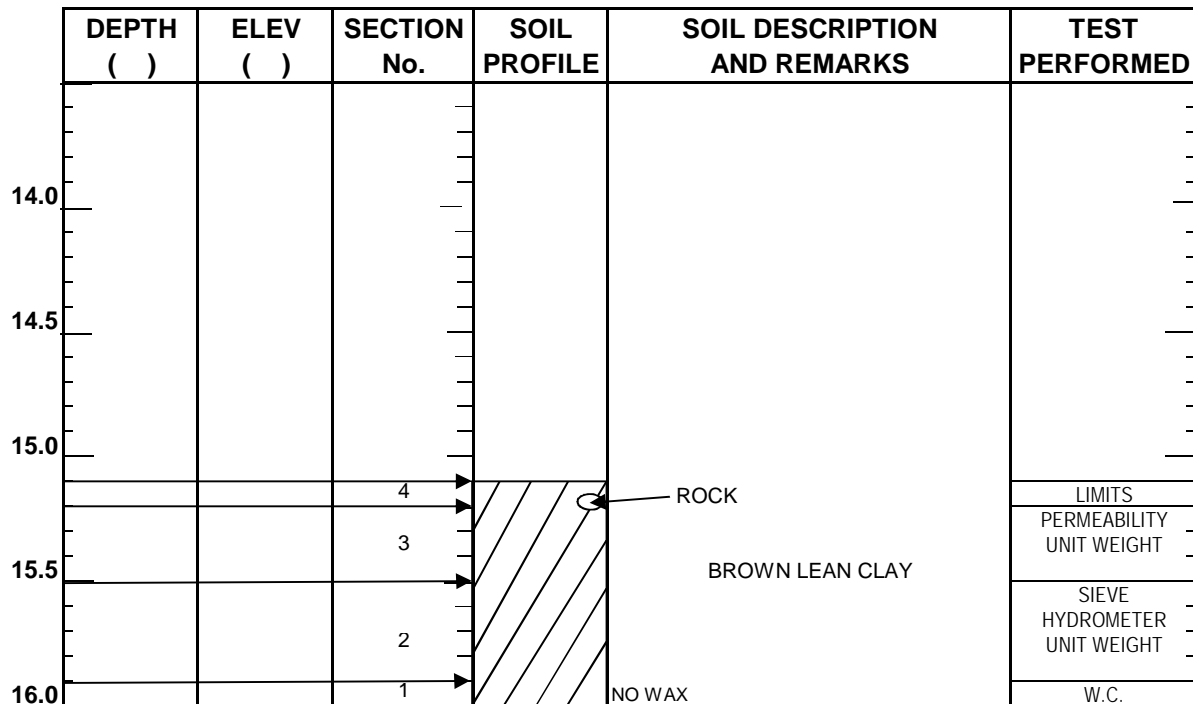 DEPTH
( )
ELEV
( )
SECTION
No.
SOIL
PROFILE
SOIL DESCRIPTION
AND REMARKS
TEST
PERFORMED
14.0
14.5
15.0
4
ROCK
LIMITS
3
PERMEABILITY
UNIT WEIGHT
15.5
BROWN LEAN CLAY
SIEVE
HYDROMETER
UNIT WEIGHT
2
16.0
1
NO WAX
W.C.